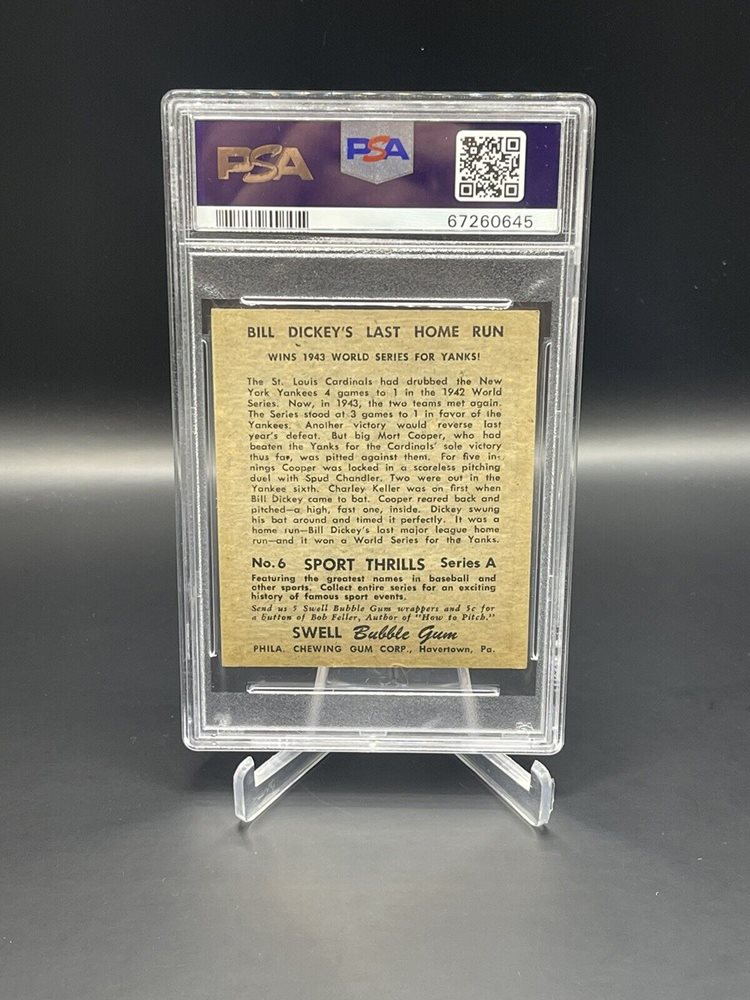 PSA
PSA
67260645
BILL DICKEY'S LAST HOME RUN
WINS 1943 WORLD SERIES FOR YANKS!
The St. Louis Cardinals had drubbed the New
York Yankees 4 games to 1 in the 1942 World
Series. Now, in 1943, the two teams met again.
The Series stood at 3 games to 1 in favor of the
Yankees. Another victory would reverse last
year's defeat. But big Mort Cooper, who had
beaten the Yanks for the Cardinals' sole victory
thus far, was pitted against them. For five in-
nings Cooper was locked in a scoreless pitching
duel with Spud Chandler. Two were out in the
Yankee sixth. Charley Keller was on first when
Bill Dickey came to bat. Cooper reared back and
pitched—a high, fast one, inside. Dickey swung
his bat around and timed it perfectly. It was a
home run—Bill Dickey's last major league home
run—and it won a World Series for the Yanks.
No. 6 SPORT THRILLS Series A
Featuring the greatest names in baseball and
other sports. Collect entire series for an exciting
history of famous sport events.
Send us 5 Swell Bubble Gum wrappers and 5c for
a button of Bob Feller, Author of "How to Pitch."
SWELL Bubble Gum
PHILA. CHEWING GUM CORP., Havertown, Pa.